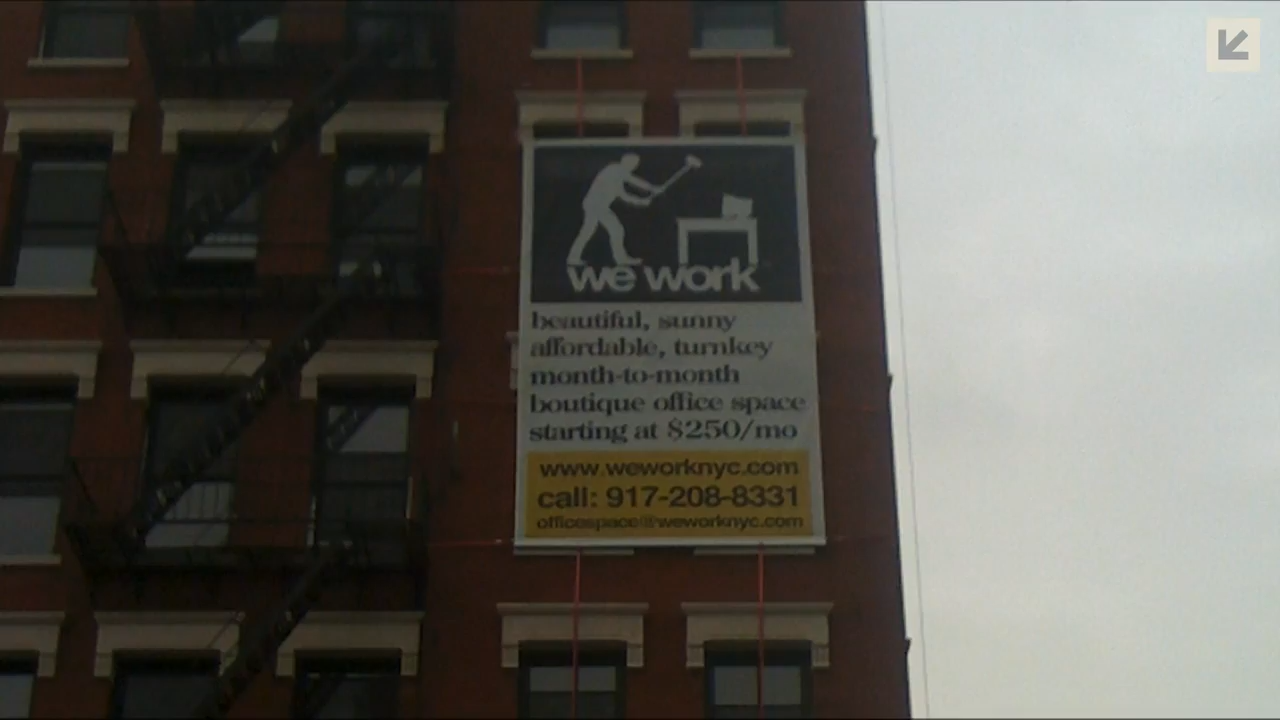 we work
beautiful, sunny
affordable, turnkey
month-to-month
boutique office space
starting at $250/mo
www.weworknyc.com
call: 917-208-8331
officespace@weworknyc.com